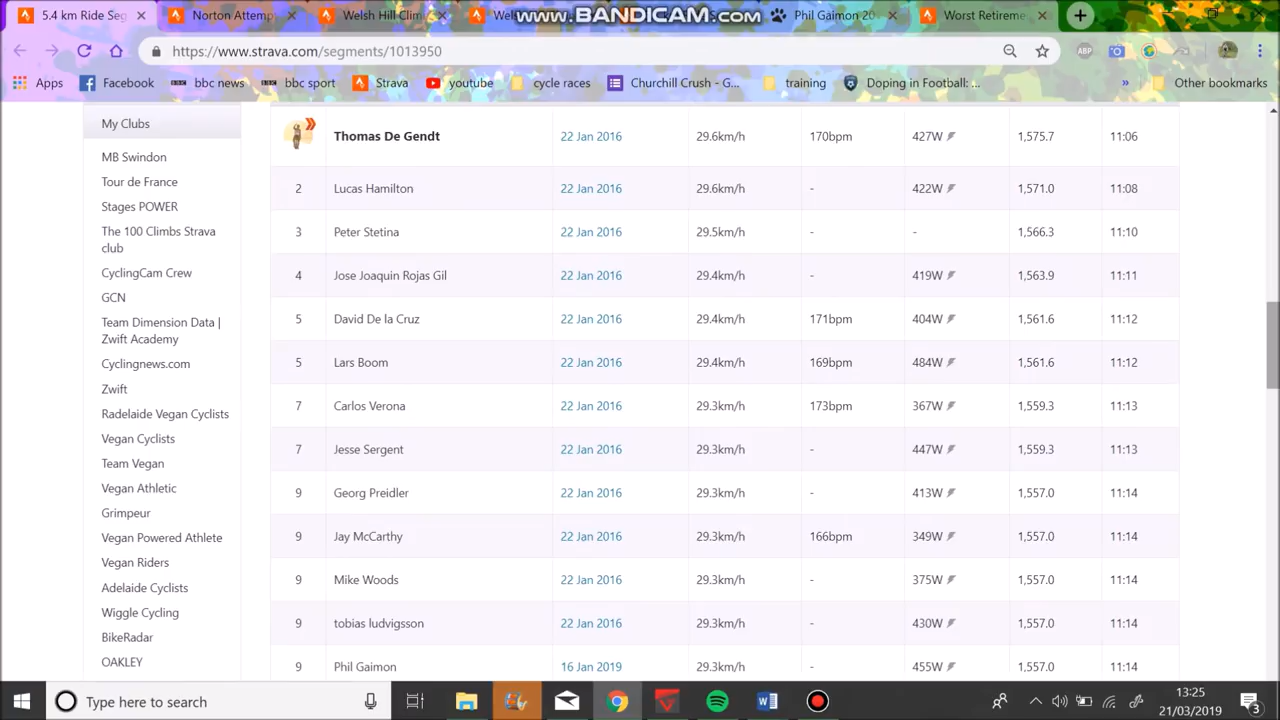 5.4 km Ride Seg
Norton Attemp
Welsh Hill Clim
Wel
www.BANDICAM.com
Phil Gaimon 20
Worst Retireme
https://www.strava.com/segments/1013950
ABP
Apps
Facebook
BBC bbc news
BBC bbc sport
Strava
youtube
cycle races
Churchill Crush - G...
training
Doping in Football: ...
»
Other bookmarks
My Clubs
MB Swindon
Tour de France
Stages POWER
The 100 Climbs Strava
club
CyclingCam Crew
GCN
Team Dimension Data |
Zwift Academy
Cyclingnews.com
Zwift
Radelaide Vegan Cyclists
Vegan Cyclists
Team Vegan
Vegan Athletic
Grimpeur
Vegan Powered Athlete
Vegan Riders
Adelaide Cyclists
Wiggle Cycling
BikeRadar
OAKLEY
Thomas De Gendt 22 Jan 2016 29.6km/h 170bpm 427W 1,575.7 11:06
2 Lucas Hamilton 22 Jan 2016 29.6km/h - 422W 1,571.0 11:08
3 Peter Stetina 22 Jan 2016 29.5km/h - - 1,566.3 11:10
4 Jose Joaquin Rojas Gil 22 Jan 2016 29.4km/h - 419W 1,563.9 11:11
5 David De la Cruz 22 Jan 2016 29.4km/h 171bpm 404W 1,561.6 11:12
5 Lars Boom 22 Jan 2016 29.4km/h 169bpm 484W 1,561.6 11:12
7 Carlos Verona 22 Jan 2016 29.3km/h 173bpm 367W 1,559.3 11:13
7 Jesse Sergent 22 Jan 2016 29.3km/h - 447W 1,559.3 11:13
9 Georg Preidler 22 Jan 2016 29.3km/h - 413W 1,557.0 11:14
9 Jay McCarthy 22 Jan 2016 29.3km/h 166bpm 349W 1,557.0 11:14
9 Mike Woods 22 Jan 2016 29.3km/h - 375W 1,557.0 11:14
9 tobias ludvigsson 22 Jan 2016 29.3km/h - 430W 1,557.0 11:14
9 Phil Gaimon 16 Jan 2019 29.3km/h - 455W 1,557.0 11:14
Type here to search
13:25
21/03/2019
3